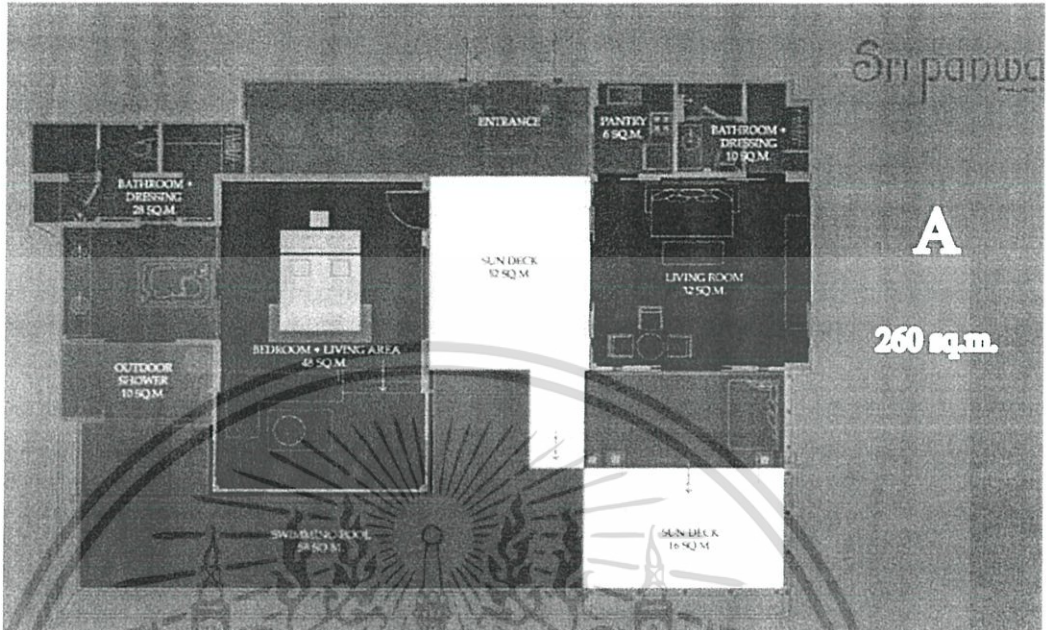 Sri panwa
ENTRANCE
PANTRY
6 SQ.M.
BATHROOM +
DRESSING
10 SQ.M.
BATHROOM +
DRESSING
28 SQ.M.
SUN DECK
32 SQ.M.
LIVING ROOM
32 SQ.M.
A
260 sq.m.
BEDROOM + LIVING AREA
48 SQ.M.
OUTDOOR
SHOWER
10 SQ.M.
SWIMMING POOL
SUN DECK
16 SQ.M.